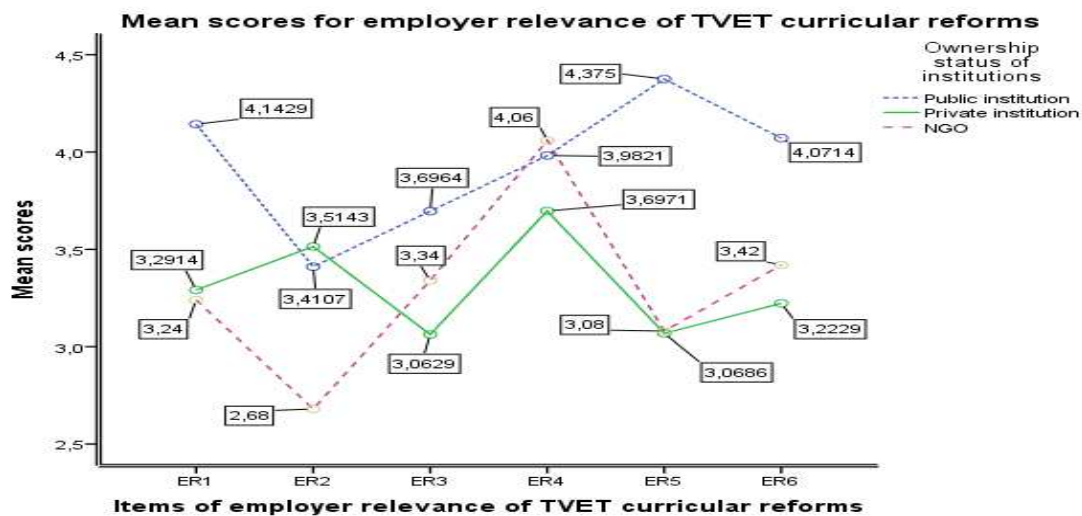 Mean scores for employer relevance of TVET curricular reforms
Ownership
status of
institutions
Public institution
Private institution
NGO
Mean scores
4,5
4,0
3,5
3,0
2,5
4,1429
3,2914
3,24
3,5143
3,4107
2,68
3,6964
3,34
3,0629
4,06
3,9821
3,6971
4,375
3,08
3,0686
4,0714
3,42
3,2229
ER1 ER2 ER3 ER4 ER5 ER6
Items of employer relevance of TVET curricular reforms